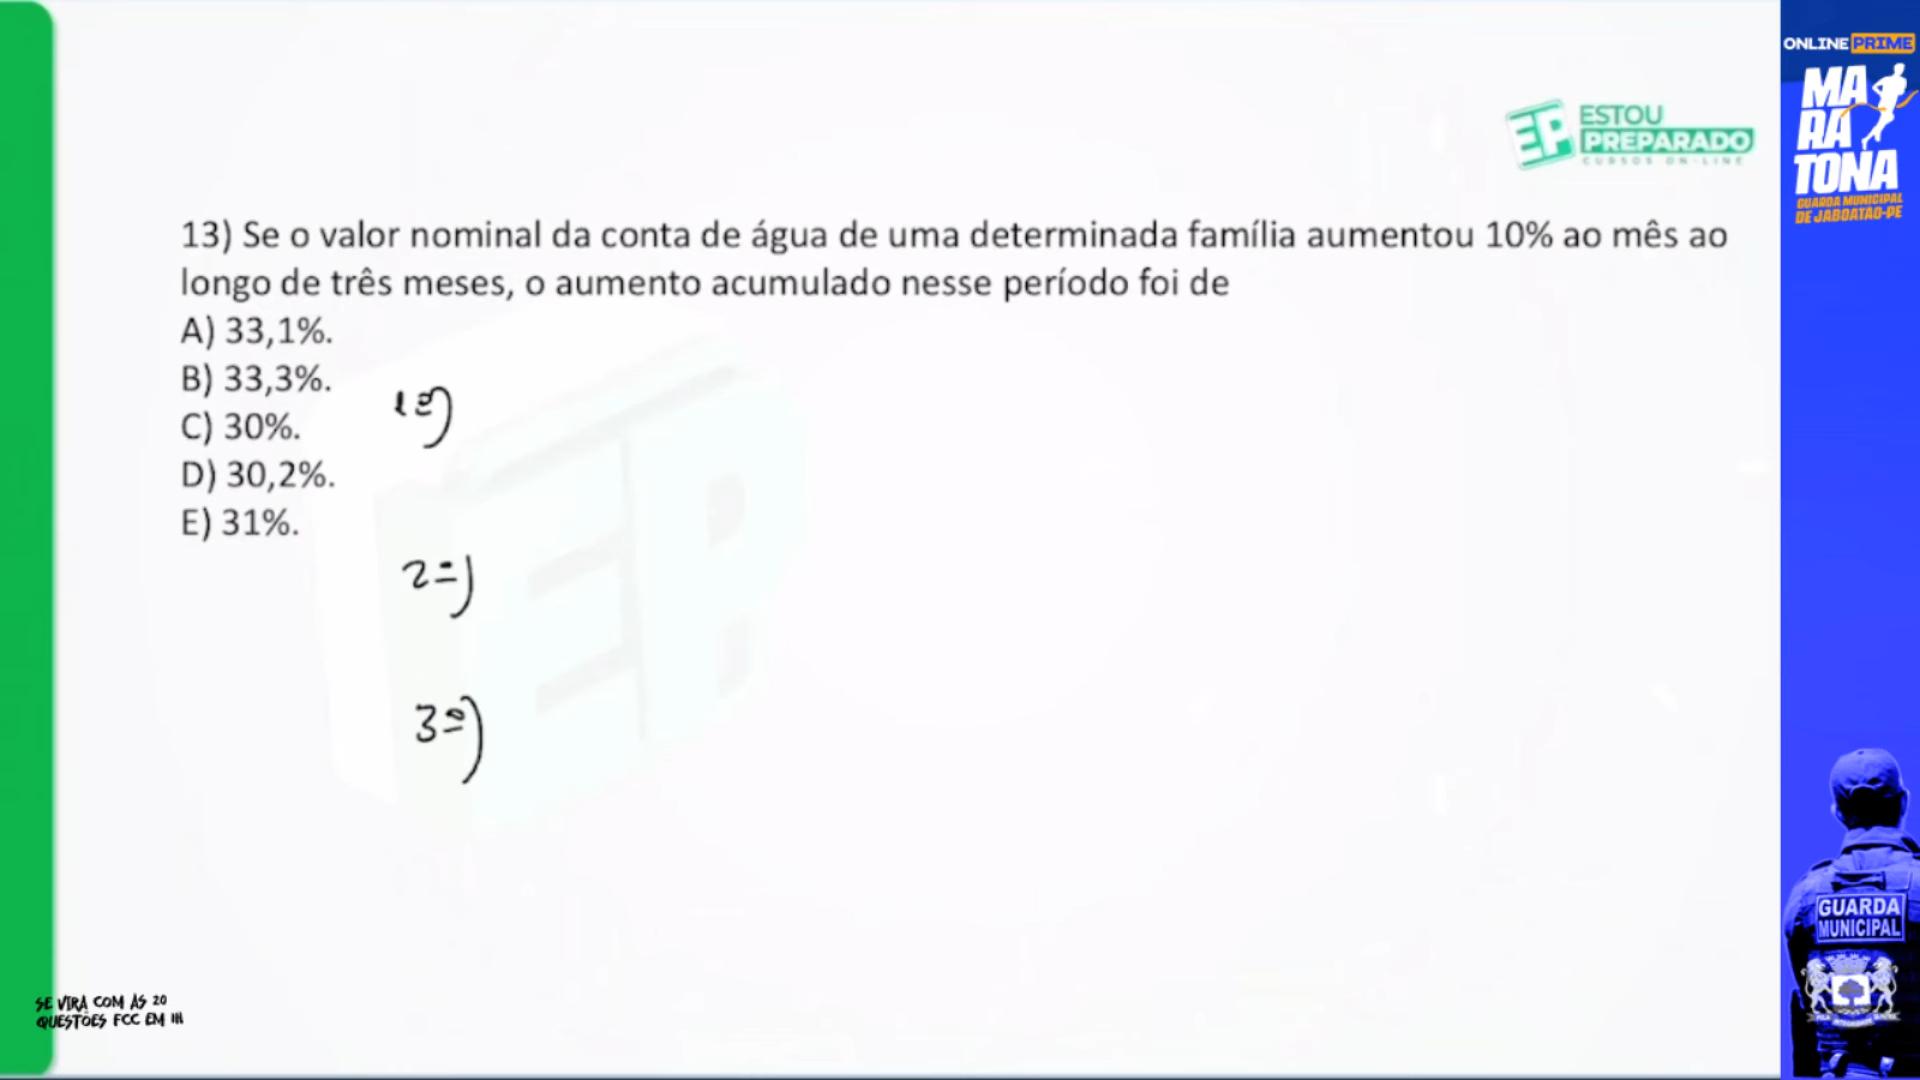 ONLINE PRIME
MA
RA
TONA
GUARDA MUNICIPAL
DE JABOATÃO-PE
EP ESTOU
PREPARADO
CURSOS ON-LINE
13) Se o valor nominal da conta de água de uma determinada família aumentou 10% ao mês ao
longo de três meses, o aumento acumulado nesse período foi de
A) 33,1%.
B) 33,3%.
C) 30%.
D) 30,2%.
E) 31%.
1º)
2º)
3º)
EP
GUARDA
MUNICIPAL
SE VIRA COM AS 20
QUESTÕES FCC EM 1H